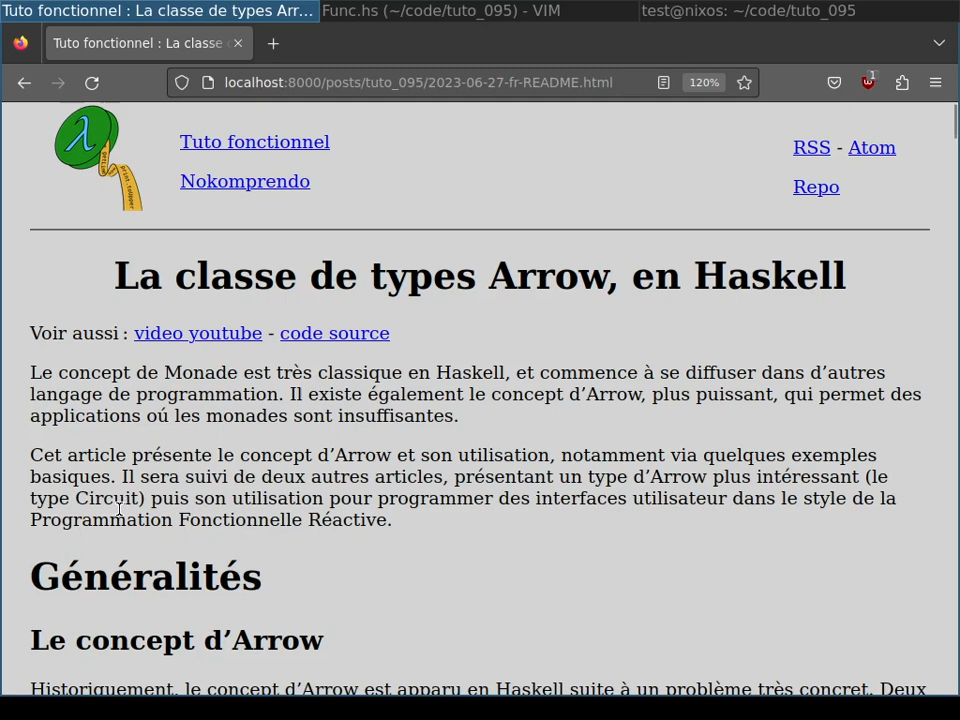 Tuto fonctionnel : La classe de types Arr... Func.hs (~/code/tuto_095) - VIM test@nixos: ~/code/tuto_095
Tuto fonctionnel : La classe
localhost:8000/posts/tuto_095/2023-06-27-fr-README.html 120% 1
λ
Tuto fonctionnel
Nokomprendo
RSS - Atom
Repo
La classe de types Arrow, en Haskell
Voir aussi : video youtube - code source
Le concept de Monade est très classique en Haskell, et commence à se diffuser dans d’autres
langage de programmation. Il existe également le concept d’Arrow, plus puissant, qui permet des
applications oú les monades sont insuffisantes.
Cet article présente le concept d’Arrow et son utilisation, notamment via quelques exemples
basiques. Il sera suivi de deux autres articles, présentant un type d’Arrow plus intéressant (le
type Circuit) puis son utilisation pour programmer des interfaces utilisateur dans le style de la
Programmation Fonctionnelle Réactive.
Généralités
Le concept d’Arrow
Historiquement, le concept d’Arrow est apparu en Haskell suite à un problème très concret. Deux